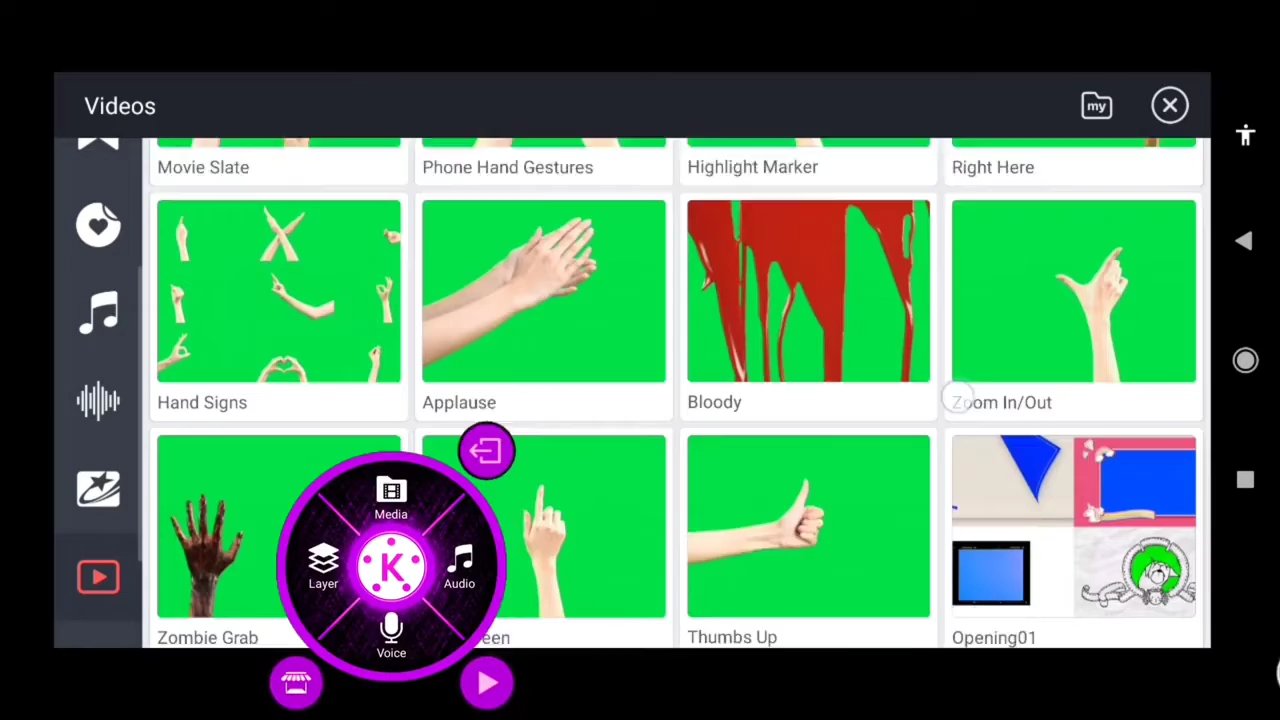 Videos
my
Movie Slate
Phone Hand Gestures
Highlight Marker
Right Here
Hand Signs
Applause
Bloody
Zoom In/Out
Zombie Grab
een
Thumbs Up
Opening01
Media
Layer
K
Audio
Voice